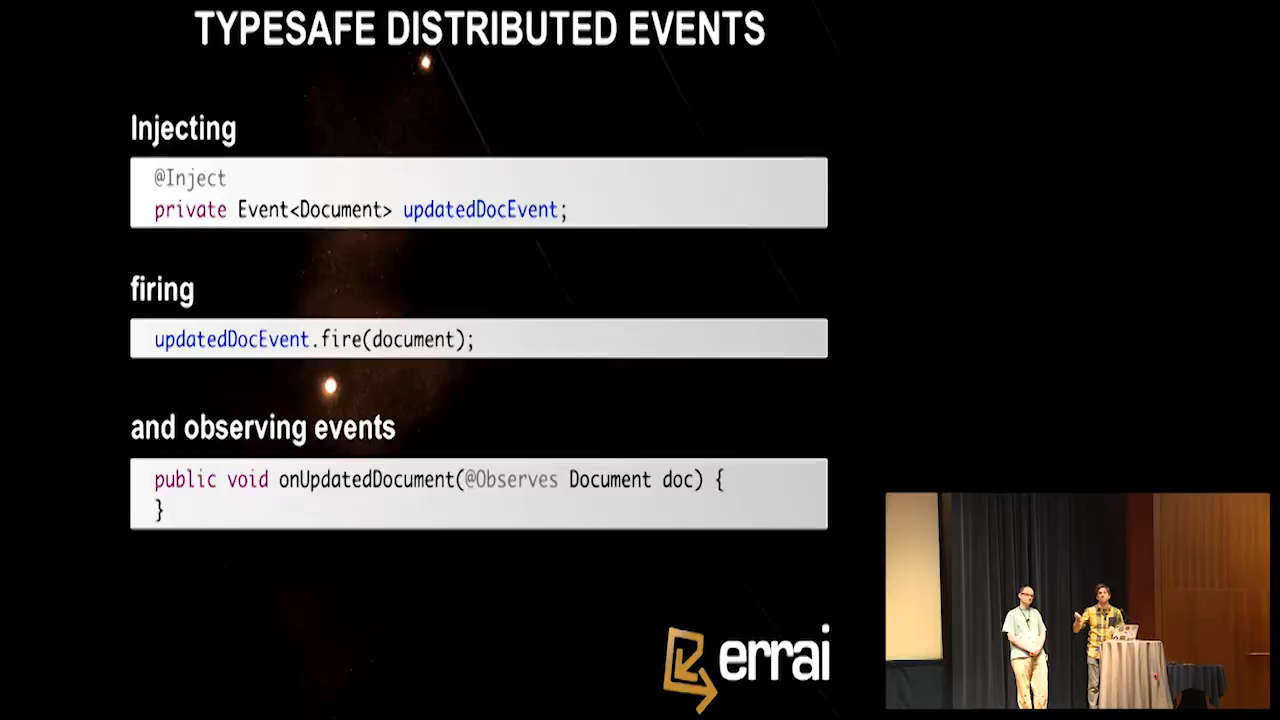 TYPESAFE DISTRIBUTED EVENTS
Injecting
@Inject
private Event<Document> updatedDocEvent;
firing
updatedDocEvent.fire(document);
and observing events
public void onUpdatedDocument(@Observes Document doc) {
}
errai